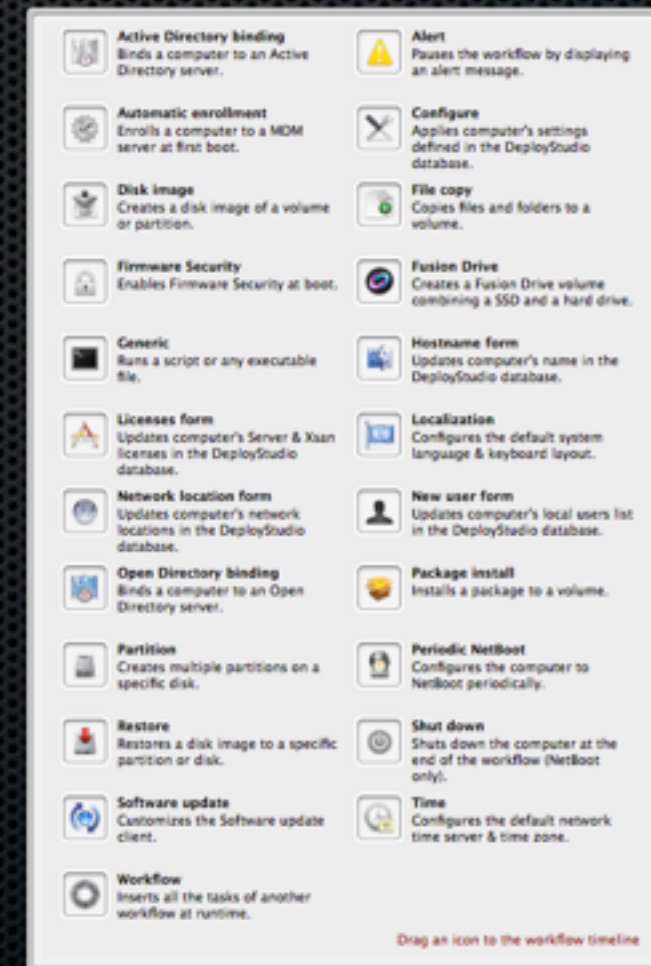 Active Directory binding
Binds a computer to an Active
Directory server.
Alert
Pauses the workflow by displaying
an alert message.
Automatic enrollment
Enrolls a computer to a MDM
server at first boot.
Configure
Applies computer's settings
defined in the DeployStudio
database.
Disk image
Creates a disk image of a volume
or partition.
File copy
Copies files and folders to a
volume.
Firmware Security
Enables Firmware Security at boot.
Fusion Drive
Creates a Fusion Drive volume
combining a SSD and a hard drive.
Generic
Runs a script or any executable
file.
Hostname form
Updates computer's name in the
DeployStudio database.
Licenses form
Updates computer's Server & Xsan
licenses in the DeployStudio
database.
Localization
Configures the default system
language & keyboard layout.
Network location form
Updates computer's network
locations in the DeployStudio
database.
New user form
Updates computer's local users list
in the DeployStudio database.
Open Directory binding
Binds a computer to an Open
Directory server.
Package install
Installs a package to a volume.
Partition
Creates multiple partitions on a
specific disk.
Periodic NetBoot
Configures the computer to
NetBoot periodically.
Restore
Restores a disk image to a specific
partition or disk.
Shut down
Shuts down the computer at the
end of the workflow (NetBoot
only).
Software update
Customizes the Software update
client.
Time
Configures the default network
time server & time zone.
Workflow
Inserts all the tasks of another
workflow at runtime.
Drag an icon to the workflow timeline